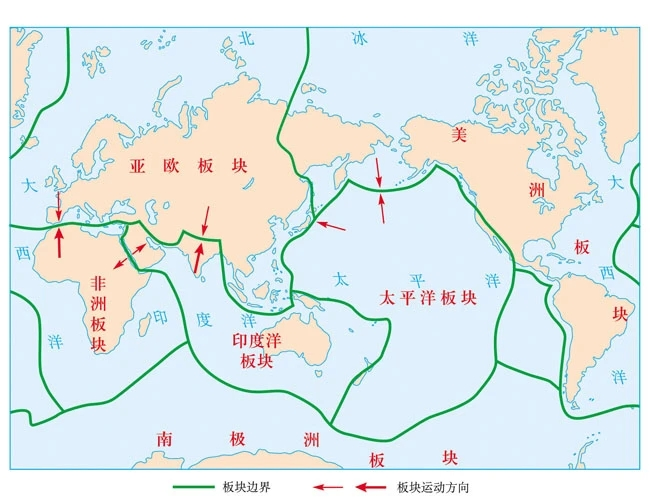 北 冰 洋
亚欧板块
美洲板块
大西洋
大西洋
非洲板块
印度洋
印度洋
板块
太平洋
太平洋板块
南极洲板块
板块边界
板块运动方向